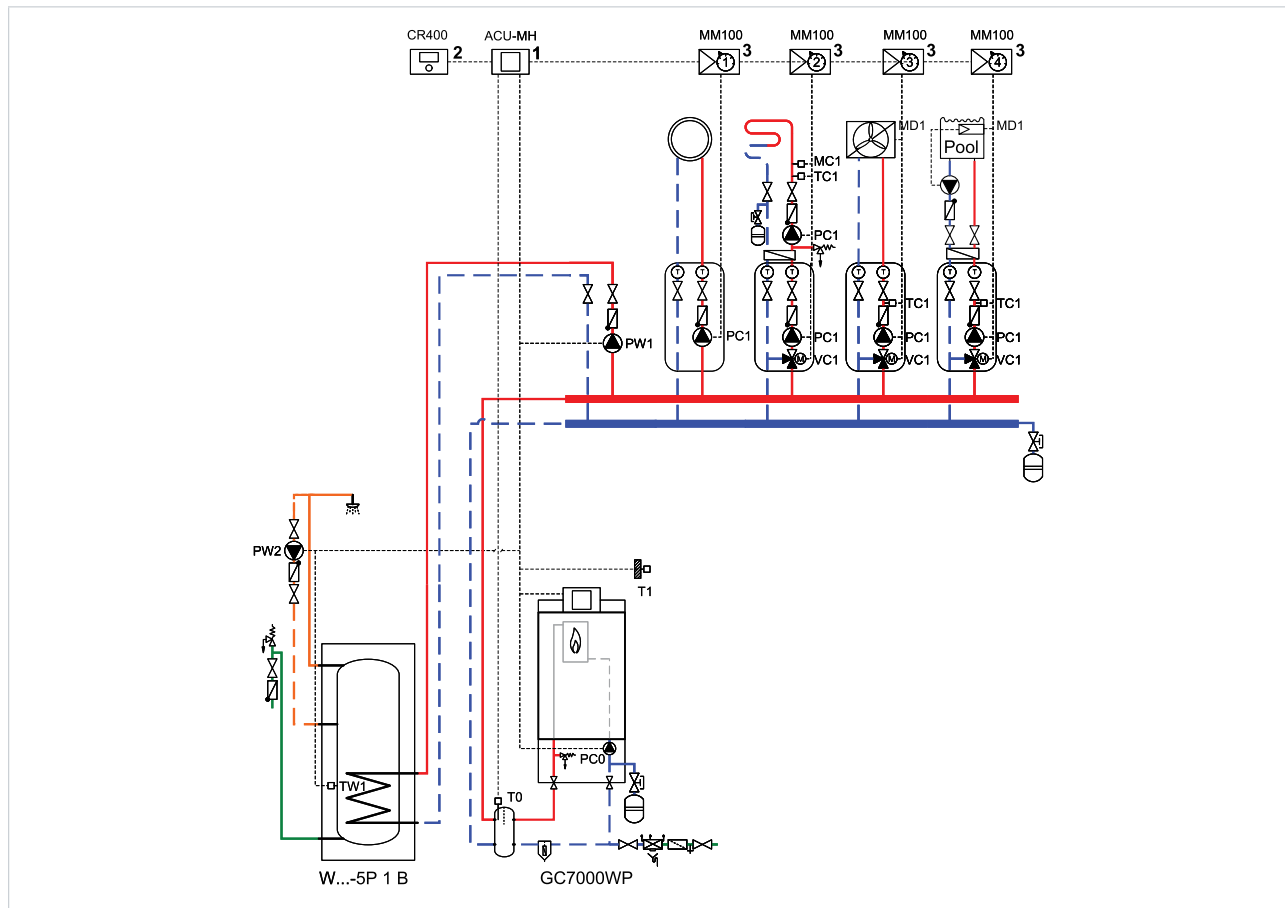 CR400 ACU-MH MM100 MM100 MM100 MM100
2 1 3 3 3 3
1 2 3 4
MD1 MD1
Pool
MC1
TC1
PC1
T T T T T T T T
TC1 TC1
PW1 PC1 PC1 PC1 PC1
VC1 VC1 VC1
M M M
PW2
T1
PC0
TW1 T0
W...-5P 1 B GC7000WP